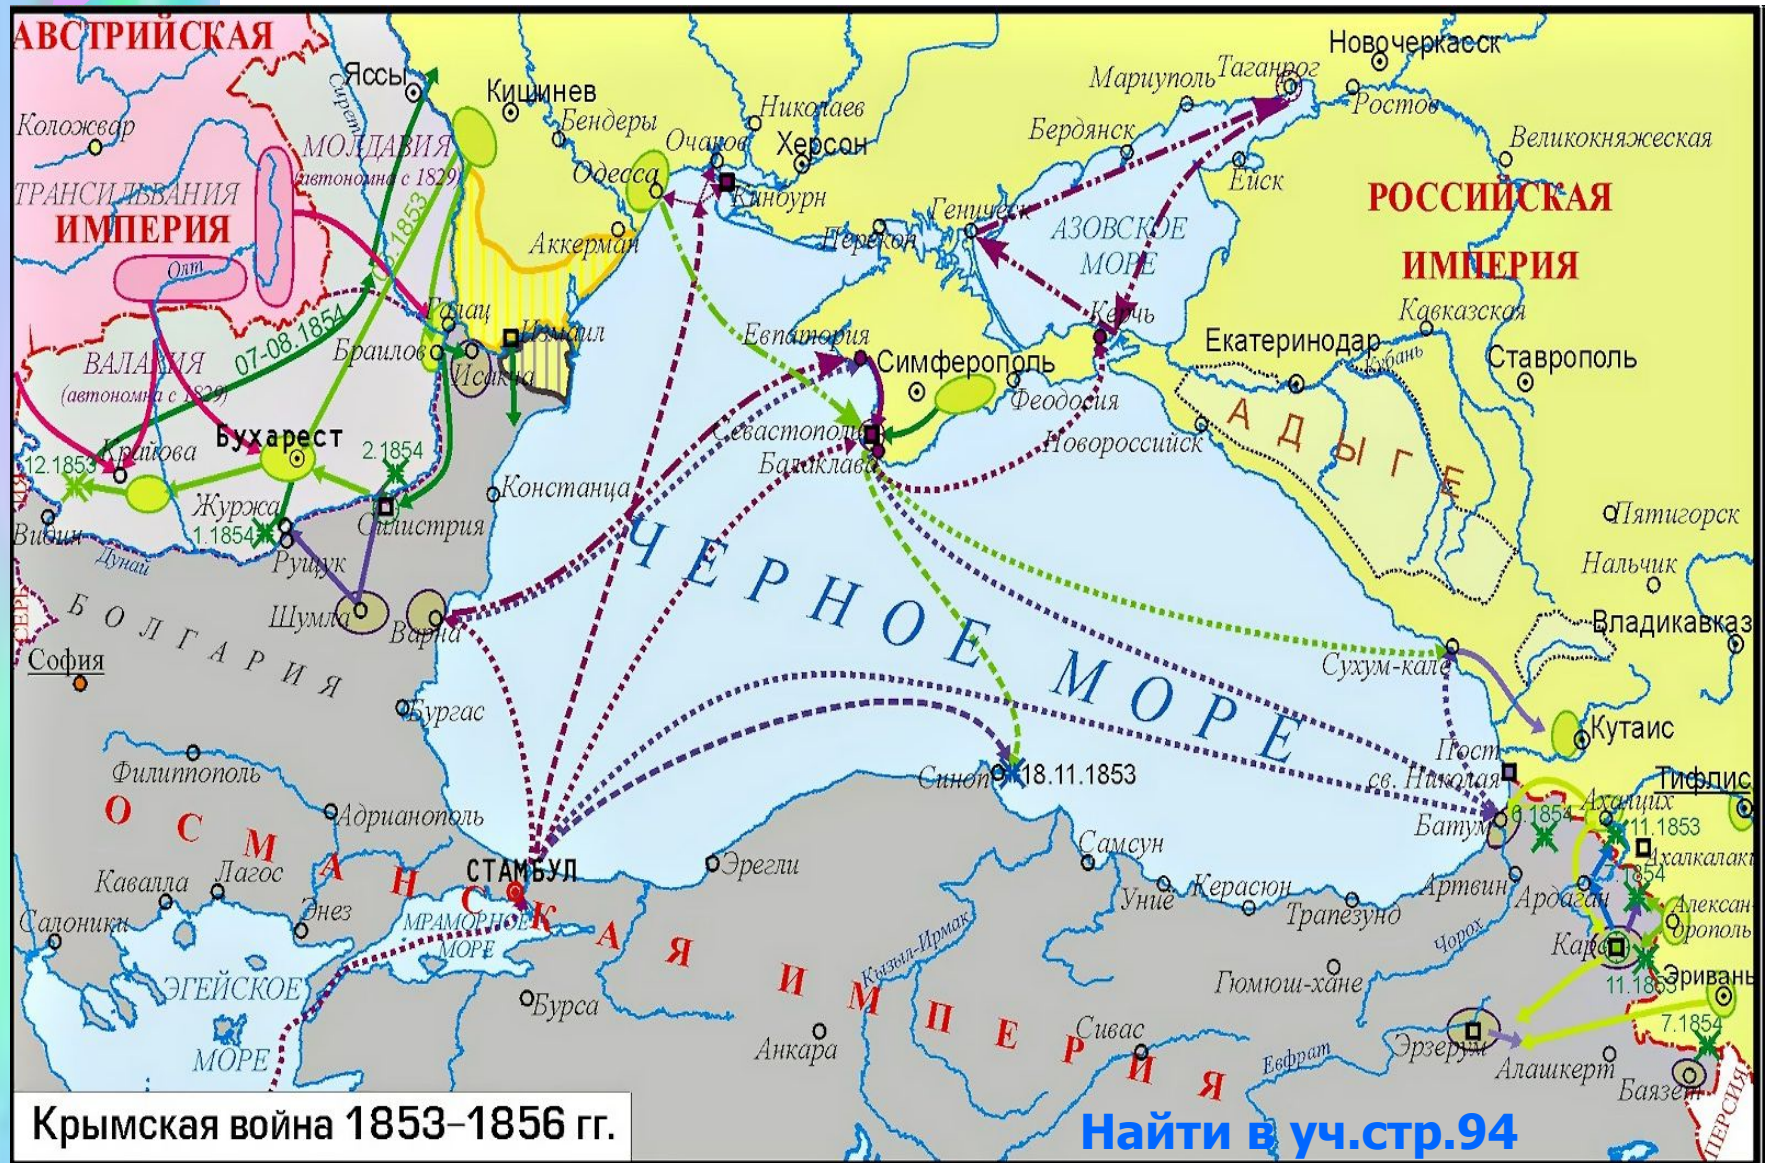 АВСТРИЙСКАЯ
ИМПЕРИЯ
Коложвар
ТРАНСИЛЬВАНИЯ
Олт
Яссы
Сирет
МОЛДАВИЯ
(автономна с 1829)
Кишинев
Бендеры
Николаев
Очаков
Херсон
Одесса
Кинбурн
Аккерман
Перекоп
Геническ
Бердянск
Мариуполь
Таганрог
Новочеркасск
Ростов
Великокняжеская
Ейск
РОССИЙСКАЯ
ИМПЕРИЯ
АЗОВСКОЕ
МОРЕ
Керчь
Кавказская
Екатеринодар
Кубань
Ставрополь
АДЫГЕ
Новороссийск
Феодосия
Евпатория
Симферополь
Севастополь
Балаклава
Галац
Измаил
Браилов
Исакча
07-08.1854
ВАЛАХИЯ
(автономна с 1829)
Бухарест
Крайова
12.1853
2.1854
Журжа
1.1854
Силистрия
Видин
Дунай
Рущук
Констанца
Шумла
Варна
БОЛГАРИЯ
София
Бургас
ЧЕРНОЕ МОРЕ
Пятигорск
Нальчик
Владикавказ
Сухум-кале
Кутаис
Пост
св. Николая
Тифлис
Батум
6.1854
Ахалцих
11.1853
Ахалкалаки
Артвин
Ардаган
Александрополь
Карс
Эривань
11.1853
7.1854
Эрзерум
Алашкерт
Баязет
ПЕРСИЯ
Синоп
18.11.1853
Самсун
Униё
Керасюн
Трапезунд
Чорох
Гюмюш-хане
Кызыл-Ирмак
Евфрат
Сивас
Анкара
Эрегли
СТАМБУЛ
МРАМОРНОЕ
МОРЕ
Бурса
Филиппополь
Адрианополь
Кавалла
Лагос
Энез
Салоники
ЭГЕЙСКОЕ
МОРЕ
ОСМАНСКАЯ ИМПЕРИЯ
Крымская война 1853–1856 гг.
Найти в уч.стр.94